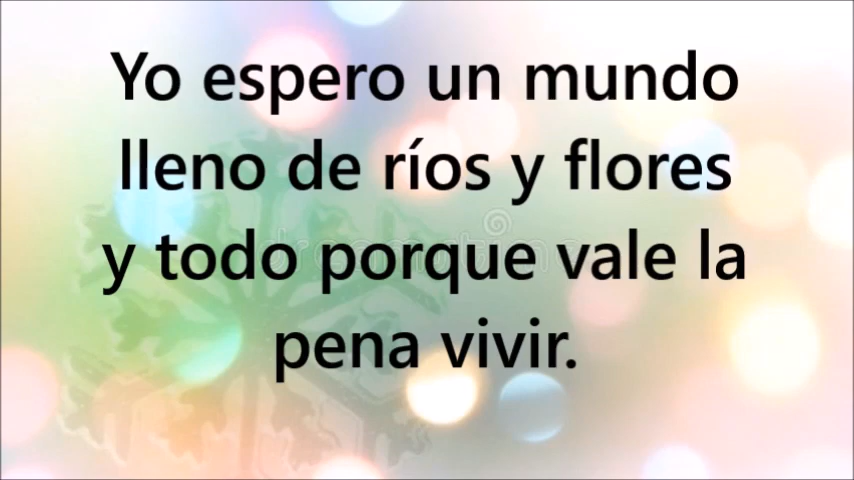 Yo espero un mundo
lleno de ríos y flores
y todo porque vale la
pena vivir.